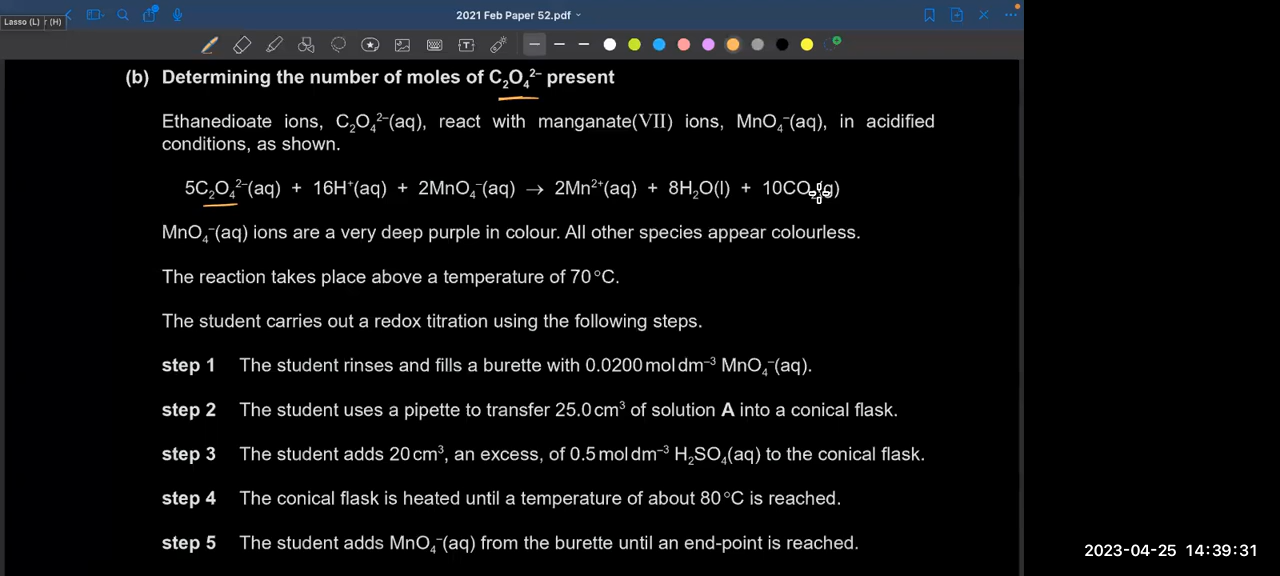 2021 Feb Paper 52.pdf
Lasso (L)
(H)
(b) Determining the number of moles of C₂O₄²⁻ present
Ethanedioate ions, C₂O₄²⁻(aq), react with manganate(VII) ions, MnO₄⁻(aq), in acidified
conditions, as shown.
5C₂O₄²⁻(aq) + 16H⁺(aq) + 2MnO₄⁻(aq) → 2Mn²⁺(aq) + 8H₂O(l) + 10CO₂(g)
MnO₄⁻(aq) ions are a very deep purple in colour. All other species appear colourless.
The reaction takes place above a temperature of 70 °C.
The student carries out a redox titration using the following steps.
step 1 The student rinses and fills a burette with 0.0200 mol dm⁻³ MnO₄⁻(aq).
step 2 The student uses a pipette to transfer 25.0 cm³ of solution A into a conical flask.
step 3 The student adds 20 cm³, an excess, of 0.5 mol dm⁻³ H₂SO₄(aq) to the conical flask.
step 4 The conical flask is heated until a temperature of about 80 °C is reached.
step 5 The student adds MnO₄⁻(aq) from the burette until an end-point is reached.
2023-04-25 14:39:31